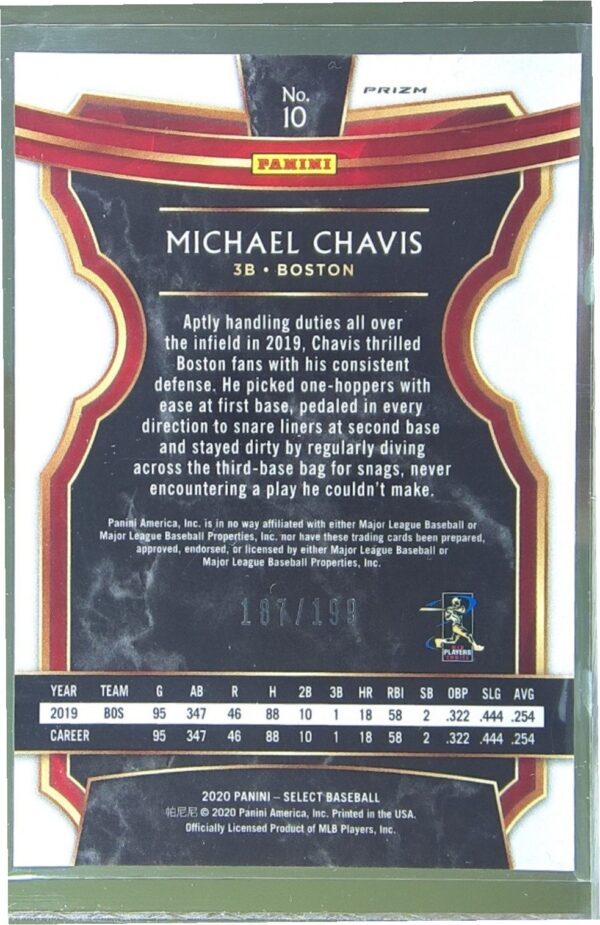 No.
10
PRIZM
PANINI
MICHAEL CHAVIS
3B • BOSTON
Aptly handling duties all over
the infield in 2019, Chavis thrilled
Boston fans with his consistent
defense. He picked one-hoppers with
ease at first base, pedaled in every
direction to snare liners at second base
and stayed dirty by regularly diving
across the third-base bag for snags, never
encountering a play he couldn't make.
Panini America, Inc. is in no way affiliated with either Major League Baseball or
Major League Baseball Properties, Inc. nor have these trading cards been prepared,
approved, endorsed, or licensed by either Major League Baseball or
Major League Baseball Properties, Inc.
187/199
MLB
PLAYERS
CHOICE
YEAR TEAM G AB R H 2B 3B HR RBI SB OBP SLG AVG
2019 BOS 95 347 46 88 10 1 18 58 2 .322 .444 .254
CAREER 95 347 46 88 10 1 18 58 2 .322 .444 .254
2020 PANINI – SELECT BASEBALL
帕尼尼 © 2020 Panini America, Inc. Printed in the USA.
Officially Licensed Product of MLB Players, Inc.